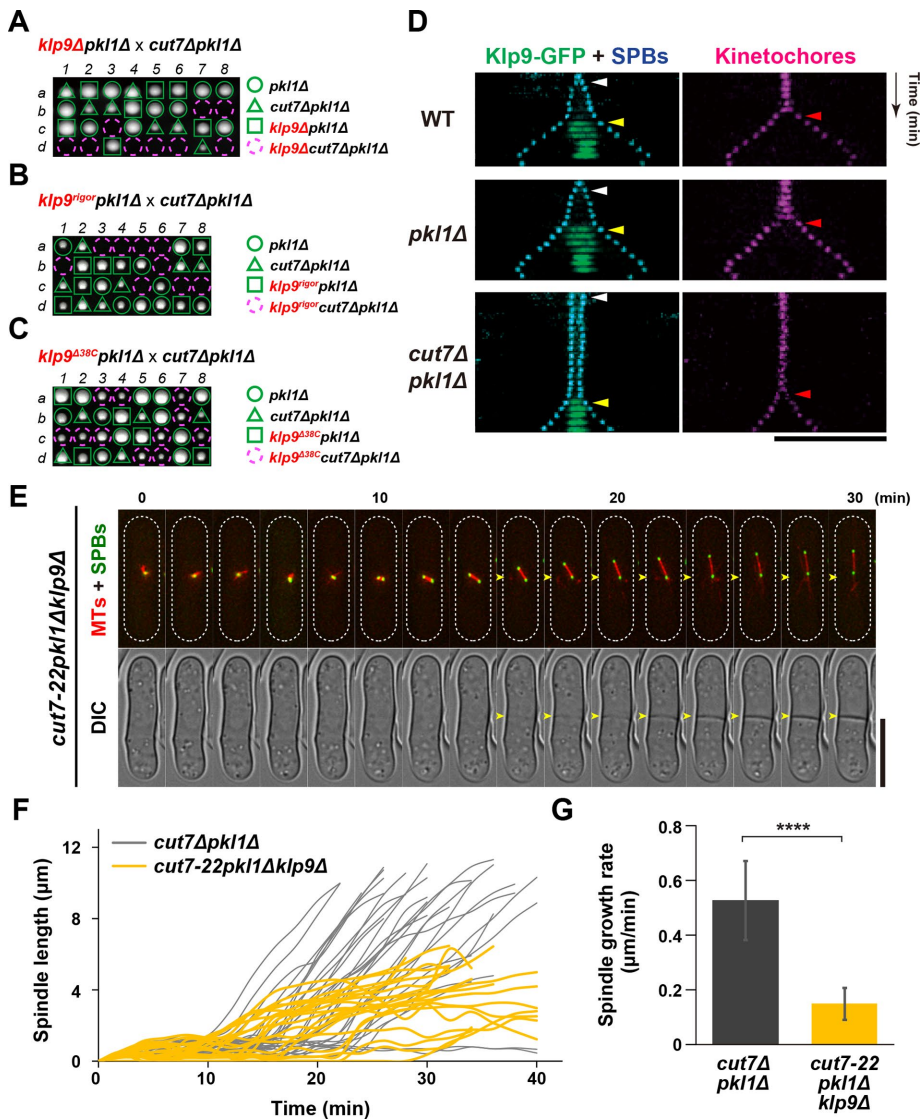 A
klp9Δpkl1Δ x cut7Δpkl1Δ
1 2 3 4 5 6 7 8
a
b
c
d
pkl1Δ
cut7Δpkl1Δ
klp9Δpkl1Δ
klp9Δcut7Δpkl1Δ
B
klp9rigorpkl1Δ x cut7Δpkl1Δ
1 2 3 4 5 6 7 8
a
b
c
d
pkl1Δ
cut7Δpkl1Δ
klp9rigorpkl1Δ
klp9rigorcut7Δpkl1Δ
C
klp9Δ38Cpkl1Δ x cut7Δpkl1Δ
1 2 3 4 5 6 7 8
a
b
c
d
pkl1Δ
cut7Δpkl1Δ
klp9Δ38Cpkl1Δ
klp9Δ38Ccut7Δpkl1Δ
D
Klp9-GFP + SPBs
Kinetochores
Time (min)
WT
pkl1Δ
cut7Δ
pkl1Δ
E
0 10 20 30 (min)
cut7-22pkl1Δklp9Δ
MTs + SPBs
DIC
F
cut7Δpkl1Δ
cut7-22pkl1Δklp9Δ
Spindle length (μm)
12
8
4
0
0 10 20 30 40
Time (min)
G
Spindle growth rate
(μm/min)
0.8
0.6
0.4
0.2
0
****
cut7Δ
pkl1Δ
cut7-22
pkl1Δ
klp9Δ